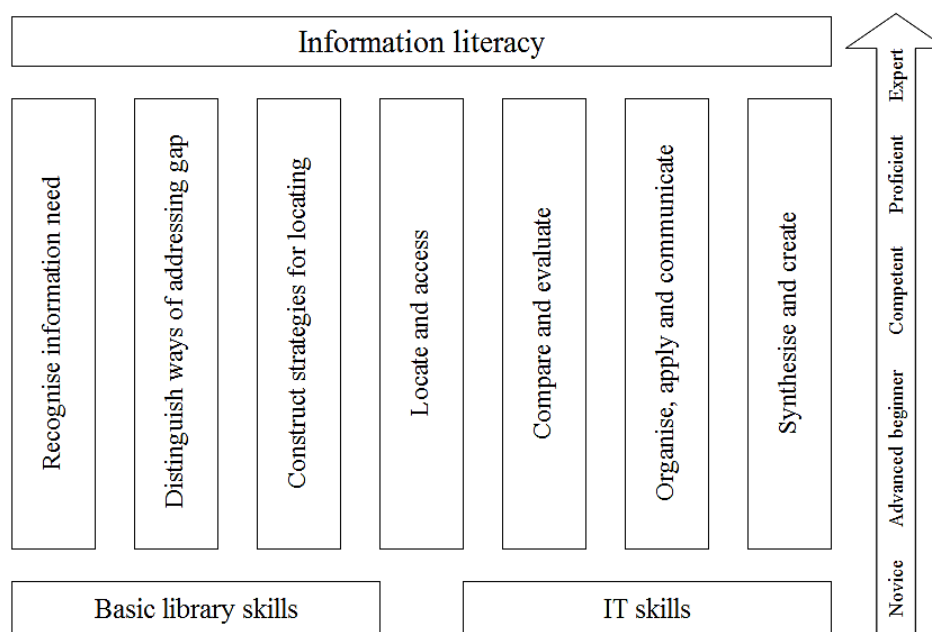 Information literacy
Recognise information need
Distinguish ways of addressing gap
Construct strategies for locating
Locate and access
Compare and evaluate
Organise, apply and communicate
Synthesise and create
Basic library skills
IT skills
Novice
Advanced beginner
Competent
Proficient
Expert